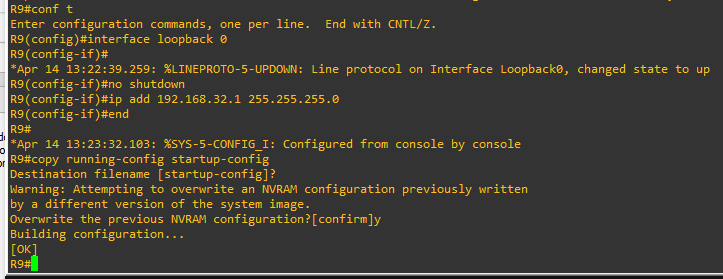 R9#conf t
Enter configuration commands, one per line.  End with CNTL/Z.
R9(config)#interface loopback 0
R9(config-if)#
*Apr 14 13:22:39.259: %LINEPROTO-5-UPDOWN: Line protocol on Interface Loopback0, changed state to up
R9(config-if)#no shutdown
R9(config-if)#ip add 192.168.32.1 255.255.255.0
R9(config-if)#end
R9#
*Apr 14 13:23:32.103: %SYS-5-CONFIG_I: Configured from console by console
R9#copy running-config startup-config
Destination filename [startup-config]?
Warning: Attempting to overwrite an NVRAM configuration previously written
by a different version of the system image.
Overwrite the previous NVRAM configuration?[confirm]y
Building configuration...
[OK]
R9#